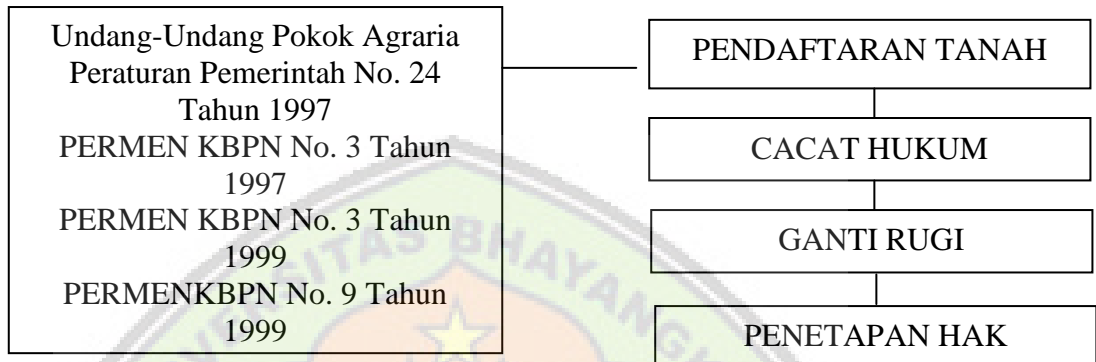 Undang-Undang Pokok Agraria
Peraturan Pemerintah No. 24
Tahun 1997
PERMEN KBPN No. 3 Tahun
1997
PERMEN KBPN No. 3 Tahun
1999
PERMENKBPN No. 9 Tahun
1999
PENDAFTARAN TANAH
CACAT HUKUM
GANTI RUGI
PENETAPAN HAK